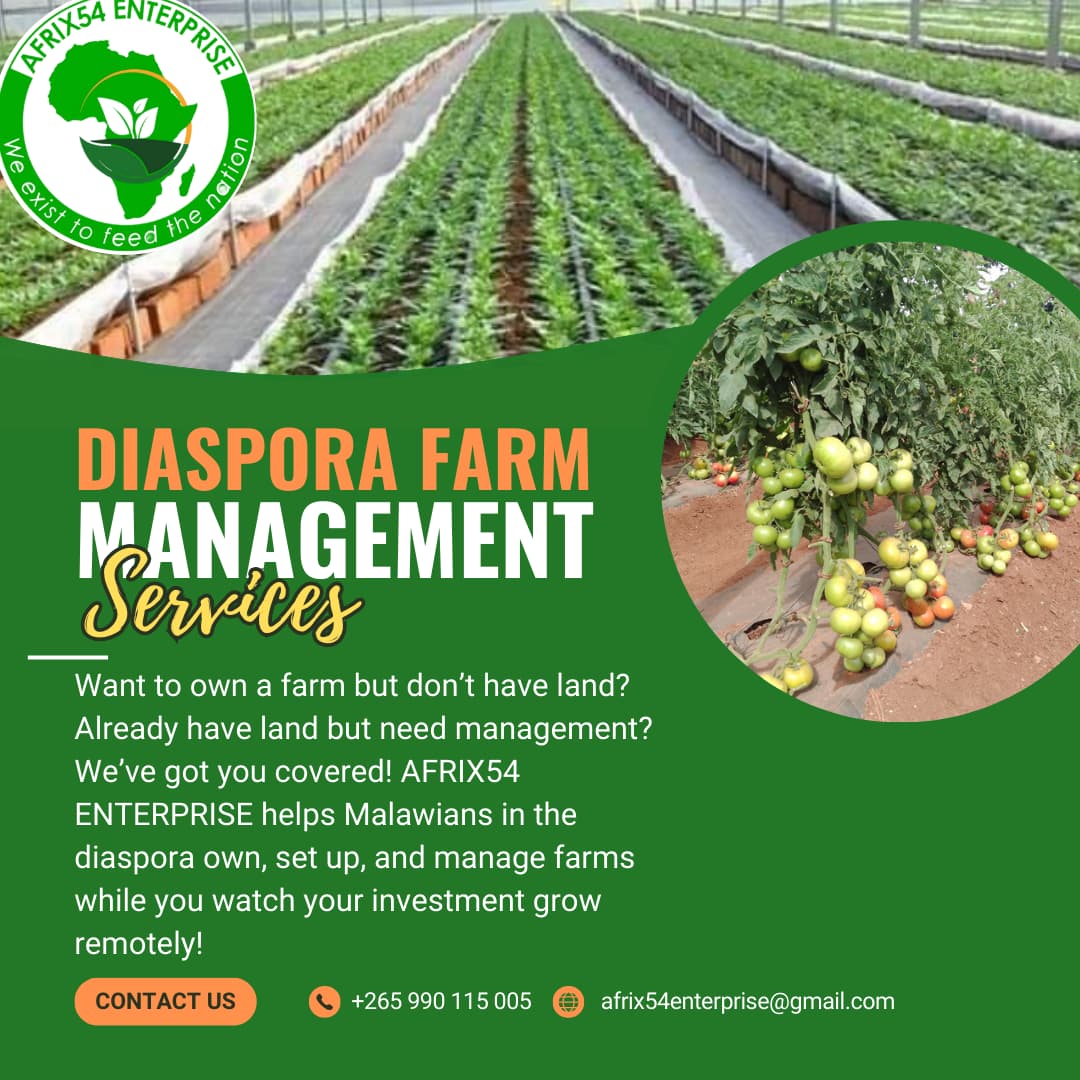 AFRIX54 ENTERPRISE
We exist to feed the nation
DIASPORA FARM
MANAGEMENT
Services
Want to own a farm but don’t have land?
Already have land but need management?
We’ve got you covered! AFRIX54
ENTERPRISE helps Malawians in the
diaspora own, set up, and manage farms
while you watch your investment grow
remotely!
CONTACT US +265 990 115 005 afrix54enterprise@gmail.com